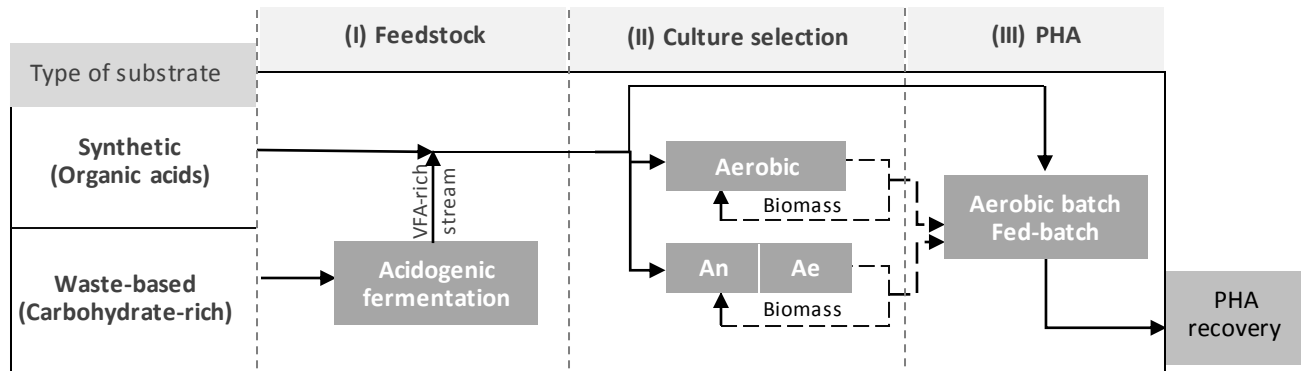 (I) Feedstock
(II) Culture selection
(III) PHA
Type of substrate
Synthetic
(Organic acids)
VFA-rich
stream
Aerobic
Biomass
Aerobic batch
Fed-batch
Waste-based
(Carbohydrate-rich)
Acidogenic
fermentation
An
Ae
Biomass
PHA
recovery